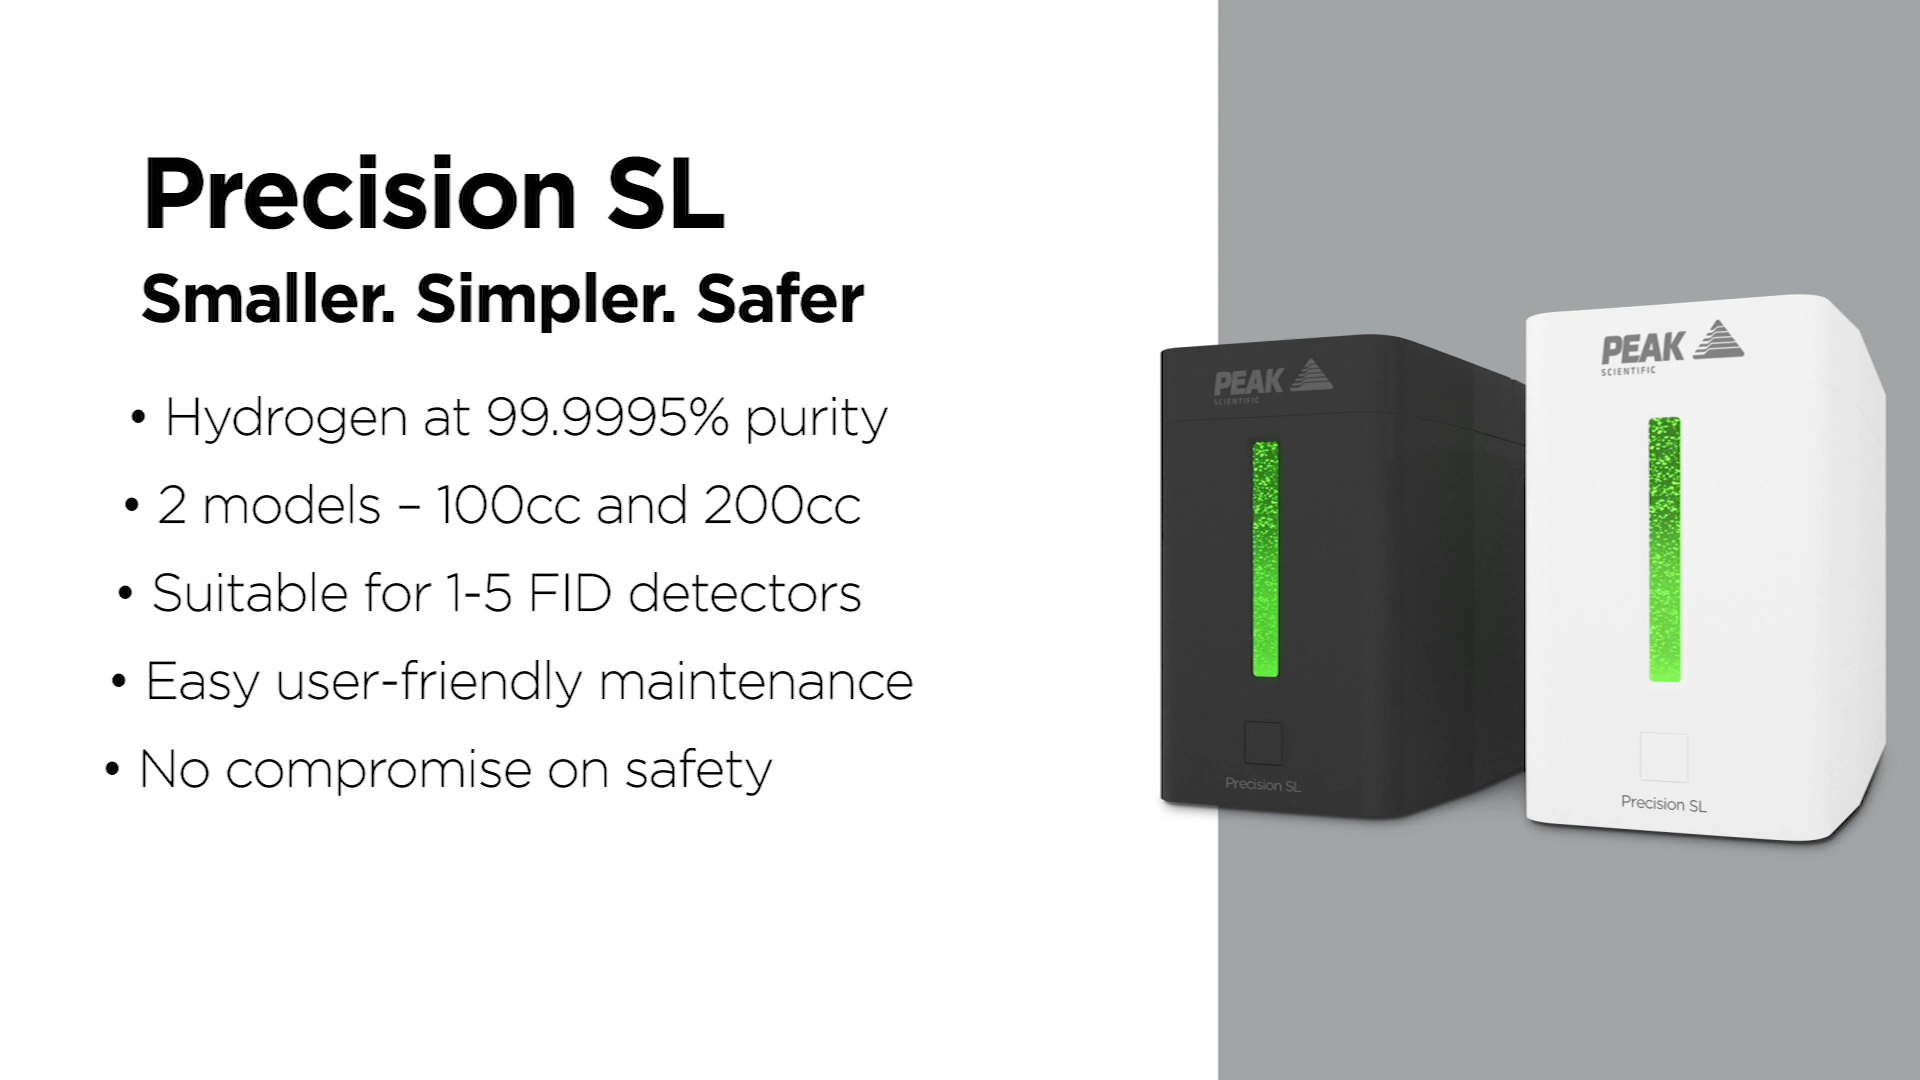 Precision SL
Smaller. Simpler. Safer
• Hydrogen at 99.9995% purity
• 2 models – 100cc and 200cc
• Suitable for 1-5 FID detectors
• Easy user-friendly maintenance
• No compromise on safety
PEAK
SCIENTIFIC
Precision SL
PEAK
SCIENTIFIC
Precision SL